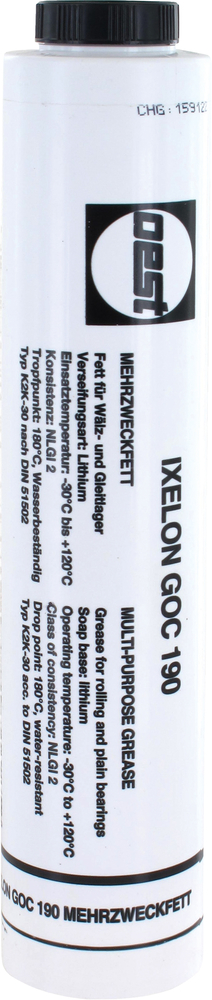 CHG: 15912
oest
IXELON GOC 190
MEHRZWECKFETT
Fett für Wälz- und Gleitlager
Verseifungsart: Lithium
Einsatztemperatur: -30°C bis +120°C
Konsistenz: NLGI 2
Tropfpunkt: 180°C, Wasserbeständig
Typ K2K-30 nach DIN 51502
MULTI-PURPOSE GREASE
Grease for rolling and plain bearings
Soap base: lithium
Operating temperature: -30°C to +120°C
Class of consistency: NLGI 2
Drop point: 180°C, water-resistant
Typ K2K-30 acc. to DIN 51502
LON GOC 190 MEHRZWECKFETT